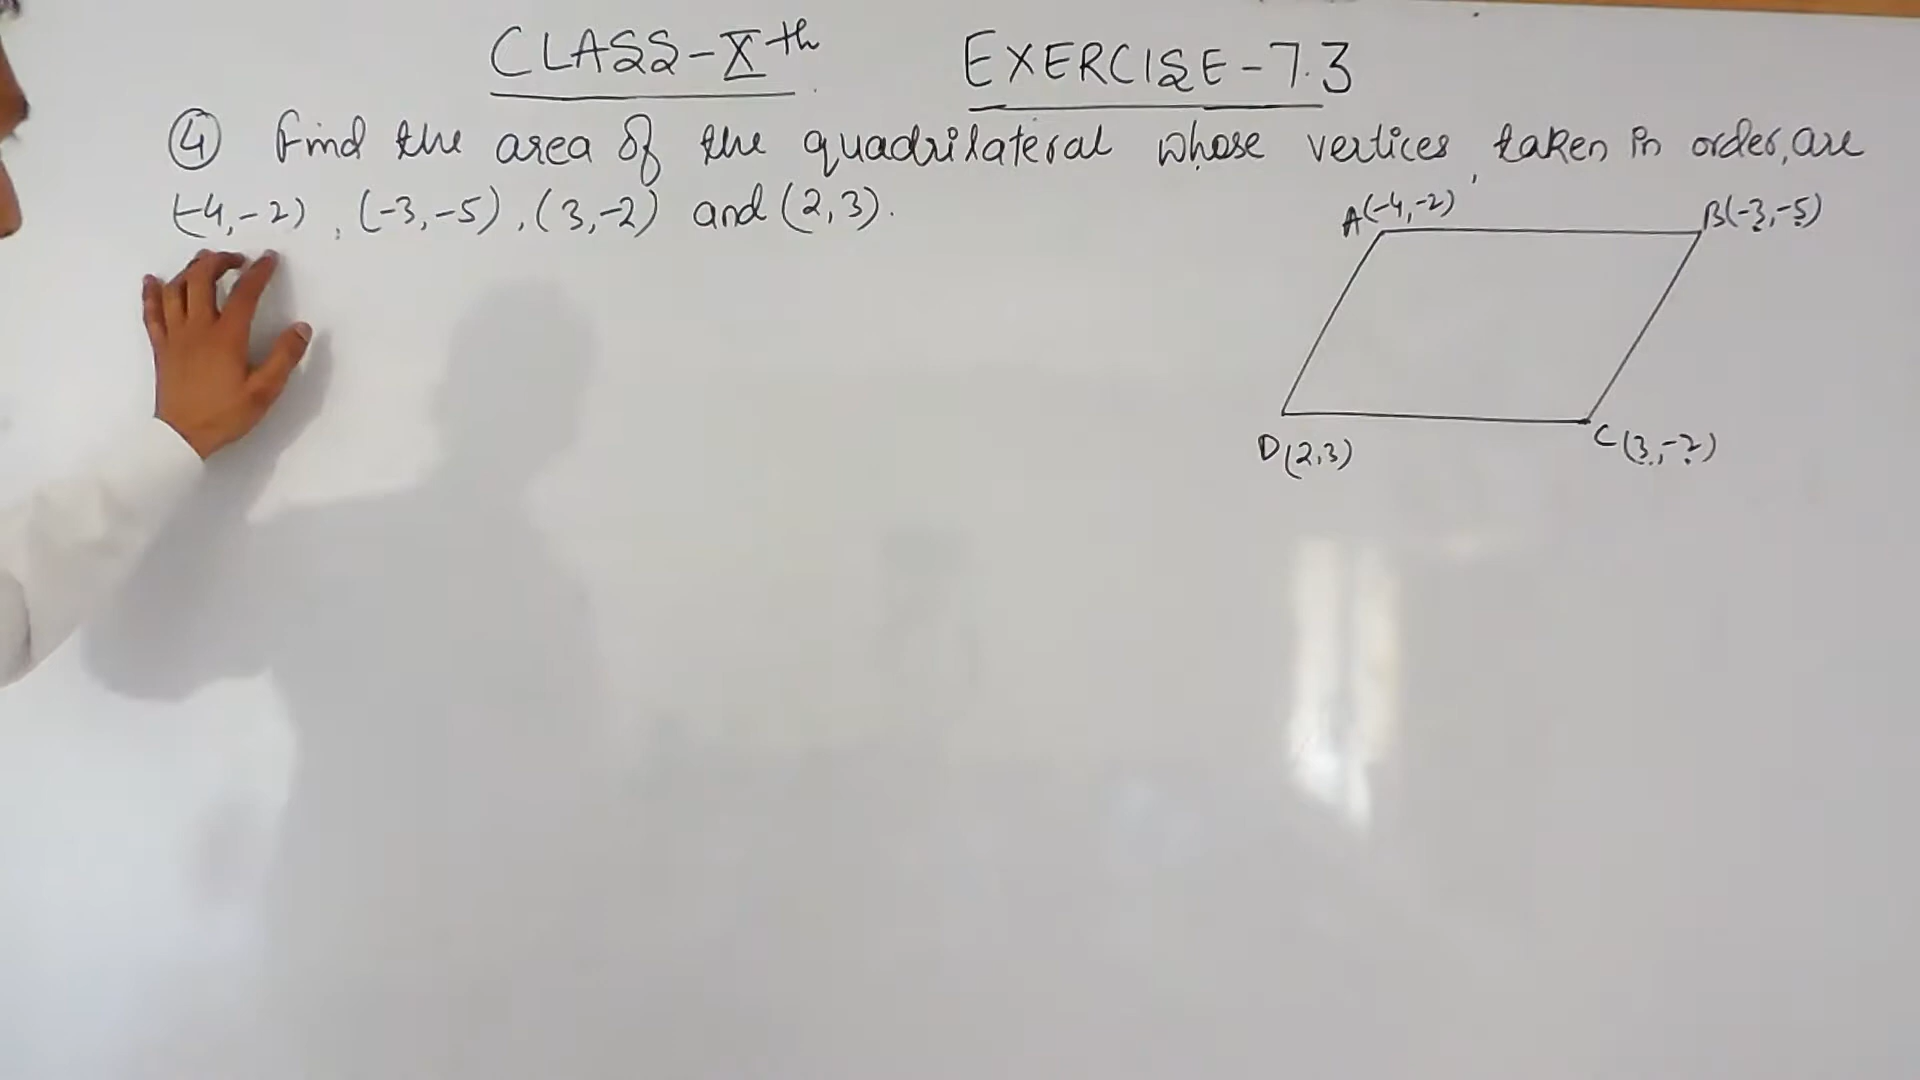 CLASS-Xth EXERCISE-7.3
④ Find the area of the quadrilateral whose vertices, taken in order, are
(-4,-2), (-3,-5), (3,-2) and (2,3).
A(-4,-2) B(-3,-5)
D(2,3) C(3,-2)